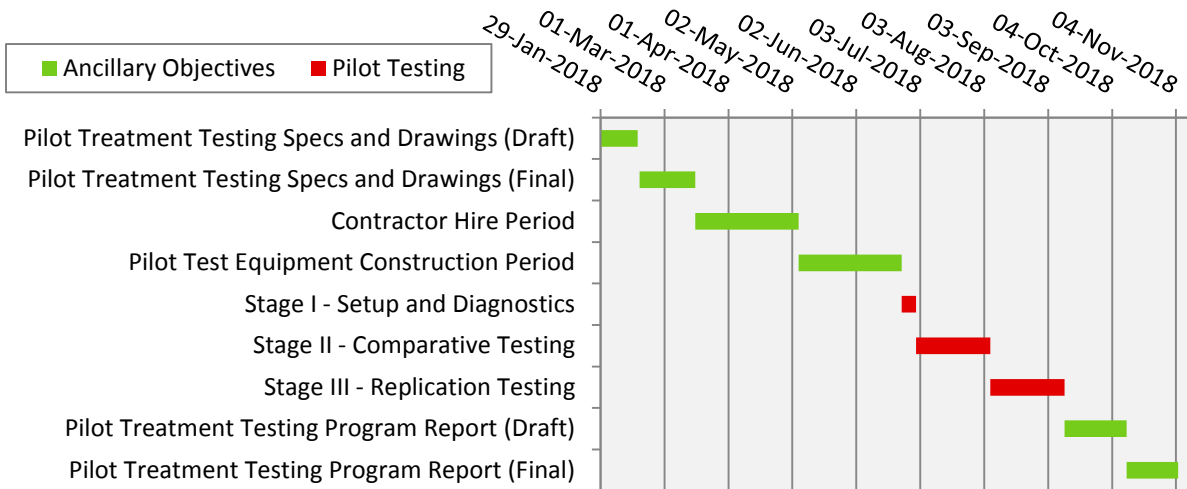 29-Jan-2018
01-Mar-2018
01-Apr-2018
02-May-2018
02-Jun-2018
03-Jul-2018
03-Aug-2018
03-Sep-2018
04-Oct-2018
04-Nov-2018
Ancillary Objectives
Pilot Testing
Pilot Treatment Testing Specs and Drawings (Draft)
Pilot Treatment Testing Specs and Drawings (Final)
Contractor Hire Period
Pilot Test Equipment Construction Period
Stage I - Setup and Diagnostics
Stage II - Comparative Testing
Stage III - Replication Testing
Pilot Treatment Testing Program Report (Draft)
Pilot Treatment Testing Program Report (Final)